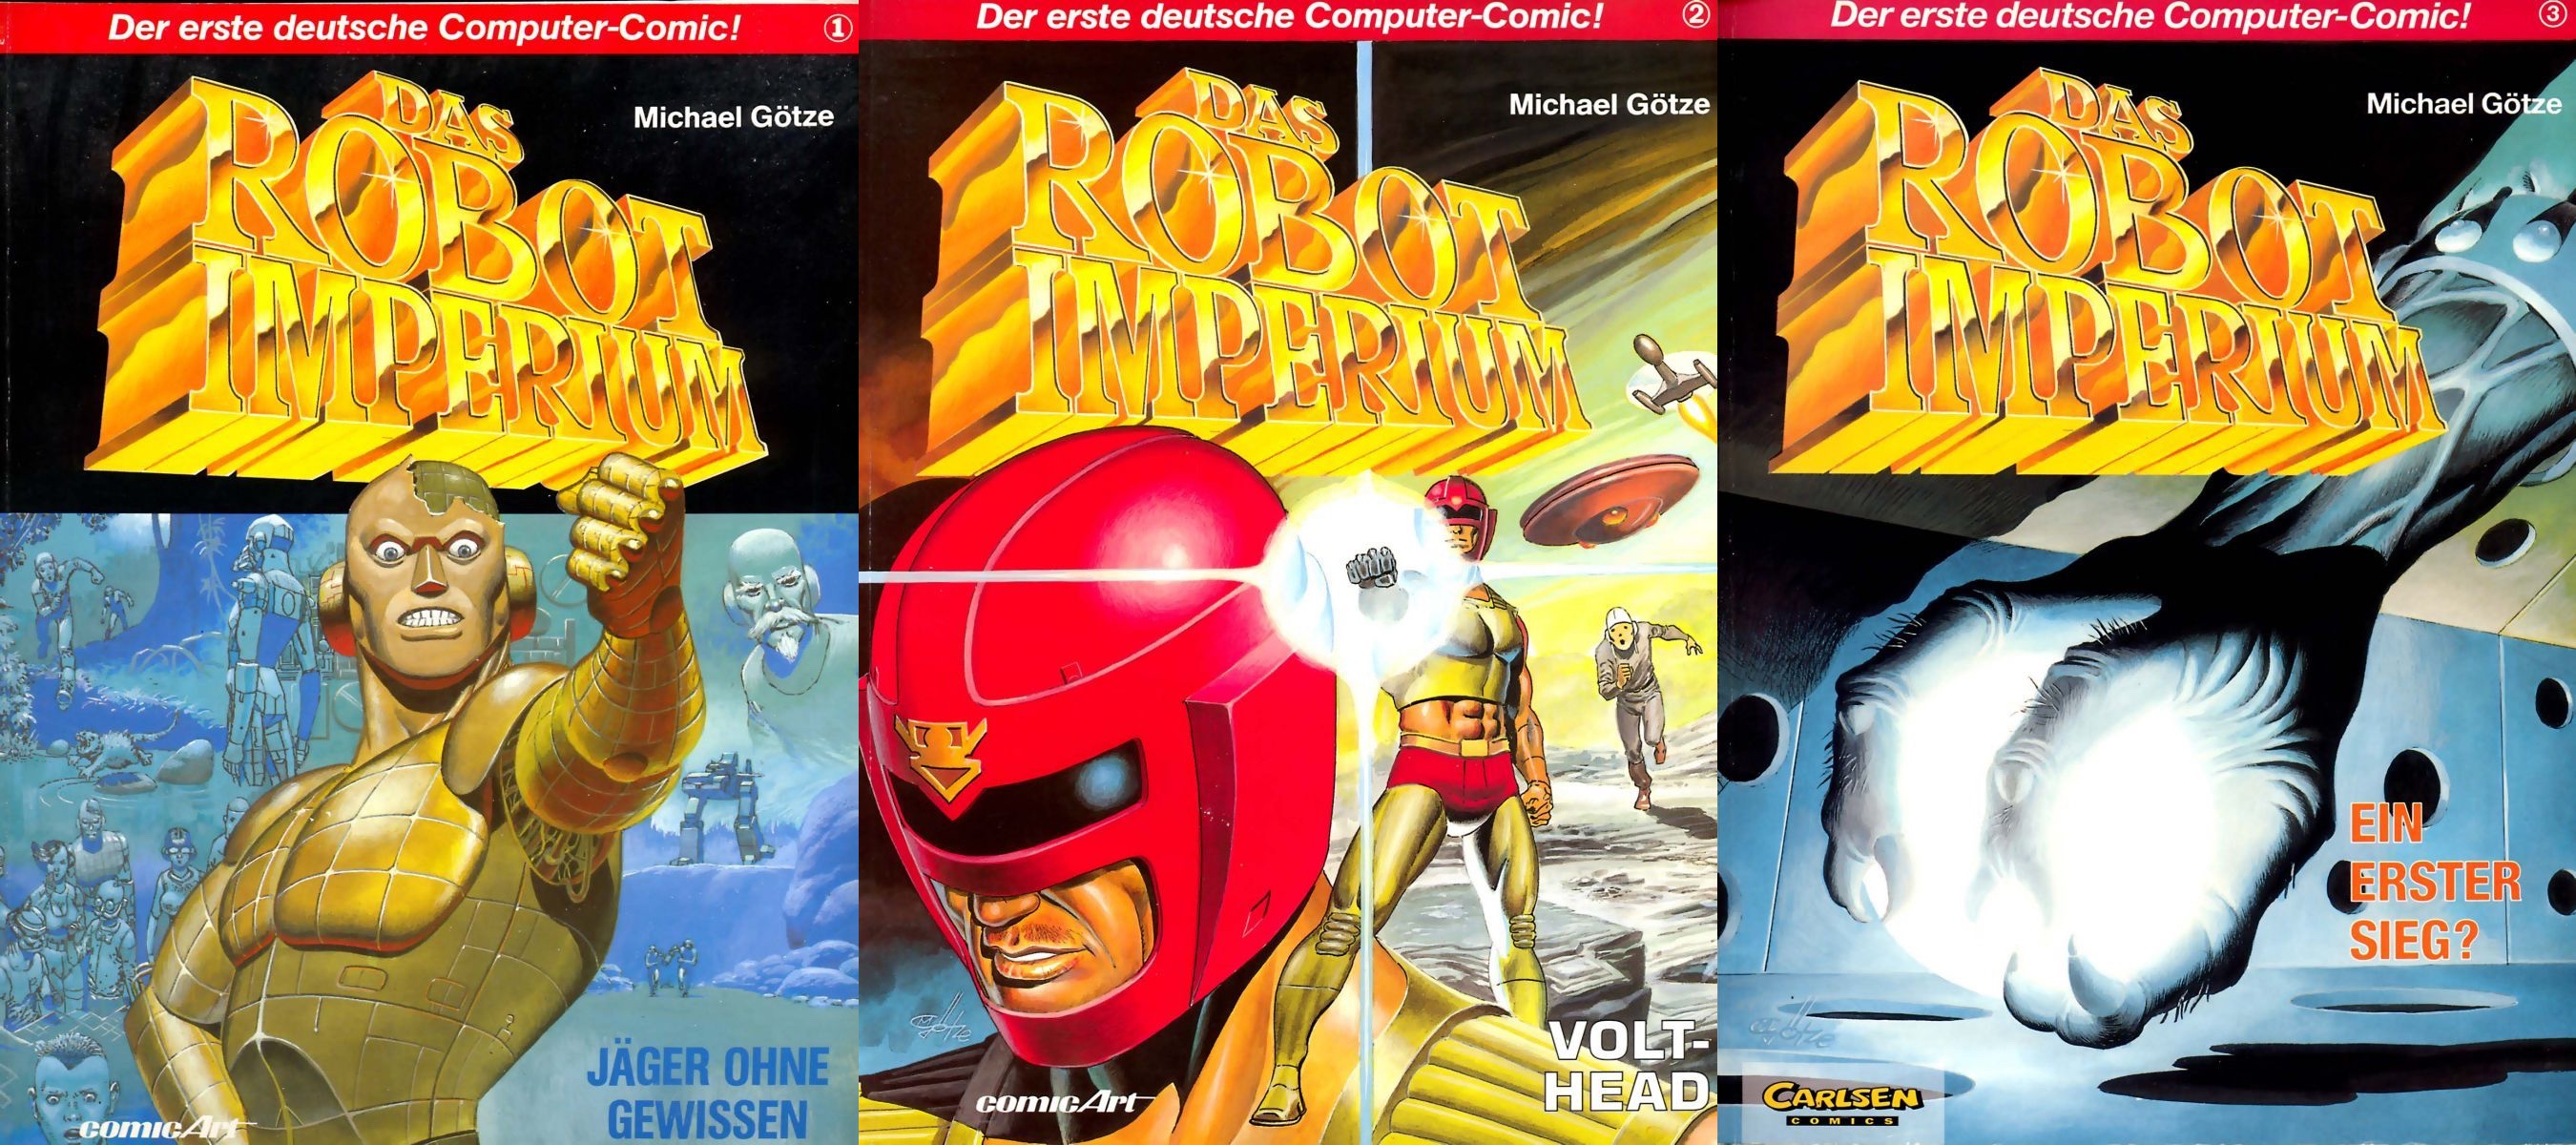 Der erste deutsche Computer-Comic! 1
Michael Götze
DAS
ROBOT
IMPERIUM
JÄGER OHNE
GEWISSEN
comicArt
Der erste deutsche Computer-Comic! 2
Michael Götze
DAS
ROBOT
IMPERIUM
VOLT-
HEAD
comicArt
Der erste deutsche Computer-Comic! 3
Michael Götze
DAS
ROBOT
IMPERIUM
EIN
ERSTER
SIEG?
CARLSEN
COMICS